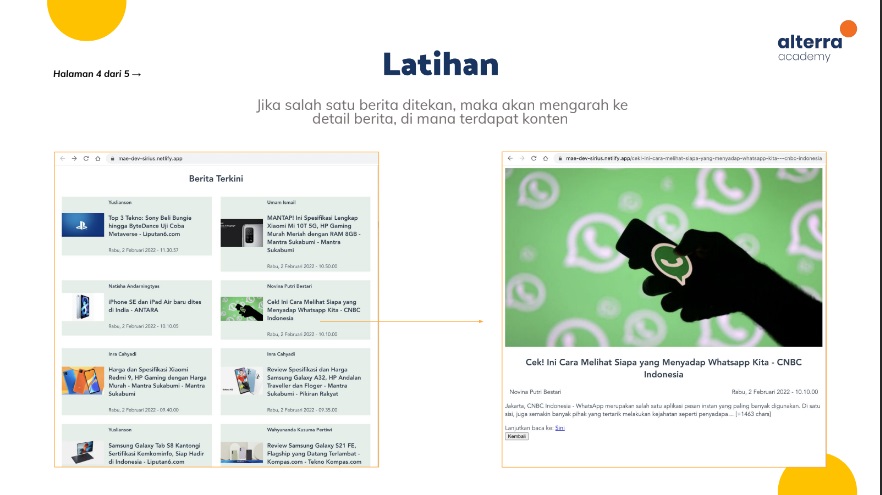 alterra
academy
Halaman 4 dari 5 →
Latihan
Jika salah satu berita ditekan, maka akan mengarah ke
detail berita, di mana terdapat konten
mae-dev-sirius.netlify.app
Berita Terkini
Yuslianson
Top 3 Tekno: Sony Beli Bungie
hingga ByteDance Uji Coba
Metaverse - Liputan6.com
Rabu, 2 Februari 2022 - 11.30.37
Umam Ismail
MANTAP! Ini Spesifikasi Lengkap
Xiaomi Mi 10T 5G, HP Gaming
Murah Meriah dengan RAM 8GB -
Mantra Sukabumi - Mantra
Sukabumi
Rabu, 2 Februari 2022 - 10.50.00
Natisha Andarningtyas
iPhone SE dan iPad Air baru dites
di India - ANTARA
Rabu, 2 Februari 2022 - 10.10.05
Novina Putri Bestari
Cek! Ini Cara Melihat Siapa yang
Menyadap Whatsapp Kita - CNBC
Indonesia
Rabu, 2 Februari 2022 - 10.10.00
Inra Cahyadi
Harga dan Spesifikasi Xiaomi
Redmi 9, HP Gaming dengan Harga
Murah - Mantra Sukabumi - Mantra
Sukabumi
Rabu, 2 Februari 2022 - 09.40.00
Inra Cahyadi
Review Spesifikasi dan Harga
Samsung Galaxy A32, HP Andalan
Traveller dan Floger - Mantra
Sukabumi - Pikiran Rakyat
Rabu, 2 Februari 2022 - 09.35.00
Yuslianson
Samsung Galaxy Tab S8 Kantongi
Sertifikasi Kemkominfo, Siap Hadir
di Indonesia - Liputan6.com
Wahyunanda Kusuma Pertiwi
Review Samsung Galaxy S21 FE,
Flagship yang Datang Terlambat -
Kompas.com - Tekno Kompas.com
mae-dev-sirius.netlify.app/cek!-ini-cara-melihat-siapa-yang-menyadap-whatsapp-kita---cnbc-indonesia
Cek! Ini Cara Melihat Siapa yang Menyadap Whatsapp Kita - CNBC
Indonesia
Novina Putri Bestari
Rabu, 2 Februari 2022 - 10.10.00
Jakarta, CNBC Indonesia - WhatsApp merupakan salah satu aplikasi pesan instan yang paling banyak digunakan. Di satu
sisi, juga semakin banyak pihak yang tertarik melakukan kejahatan seperti penyadapa… [+1463 chars]
Lanjutkan baca ke: Sini
Kembali